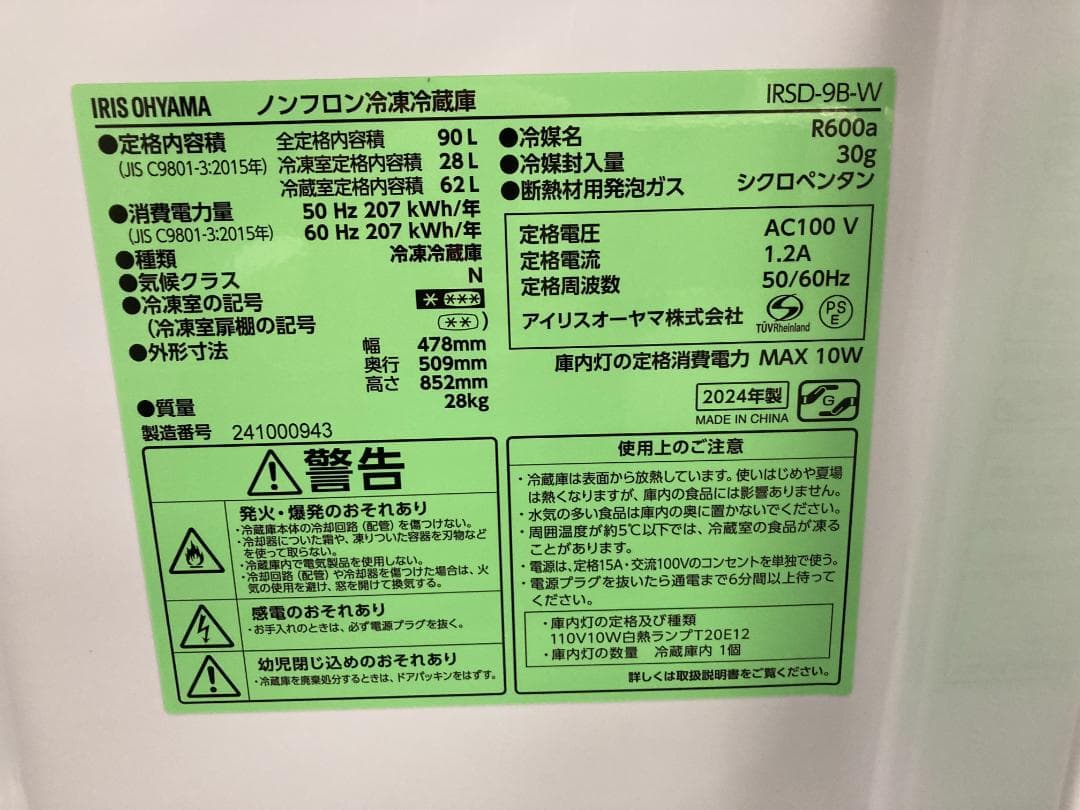 IRIS OHYAMA ノンフロン冷凍冷蔵庫 IRSD-9B-W
●定格内容積 全定格内容積 90 L
(JIS C9801-3:2015年) 冷凍室定格内容積 28 L
冷蔵室定格内容積 62 L
●消費電力量 50 Hz 207 kWh/年
(JIS C9801-3:2015年) 60 Hz 207 kWh/年
●種類 冷凍冷蔵庫
●気候クラス N
●冷凍室の記号 * ***
(冷凍室扉棚の記号 (**))
●外形寸法 幅 478mm
奥行 509mm
高さ 852mm
●質量 28kg
製造番号 241000943
●冷媒名 R600a
●冷媒封入量 30g
●断熱材用発泡ガス シクロペンタン
定格電圧 AC100 V
定格電流 1.2A
定格周波数 50/60Hz
アイリスオーヤマ株式会社 TÜVRheinland PS E
庫内灯の定格消費電力 MAX 10W
2024年製 G
MADE IN CHINA
警告
発火・爆発のおそれあり
・冷蔵庫本体の冷却回路(配管)を傷つけない。
・冷却器についた霜や、凍りついた容器を刃物など
を使って取らない。
・冷蔵庫内で電気製品を使用しない。
・冷却回路(配管)や冷却器を傷つけた場合は、火
気の使用を避け、窓を開けて換気する。
感電のおそれあり
・お手入れのときは、必ず電源プラグを抜く。
幼児閉じ込めのおそれあり
・冷蔵庫を廃棄処分するときは、ドアパッキンをはずす。
使用上のご注意
・冷蔵庫は表面から放熱しています。使いはじめや夏場
は熱くなりますが、庫内の食品には影響ありません。
・水気の多い食品は庫内の奥に置かないでください。
・周囲温度が約5℃以下では、冷蔵室の食品が凍る
ことがあります。
・電源は、定格15A・交流100Vのコンセントを単独で使う。
・電源プラグを抜いたら通電まで6分間以上待って
ください。
・庫内灯の定格及び種類
110V10W白熱ランプT20E12
・庫内灯の数量 冷蔵庫内 1個
詳しくは取扱説明書をご覧ください。